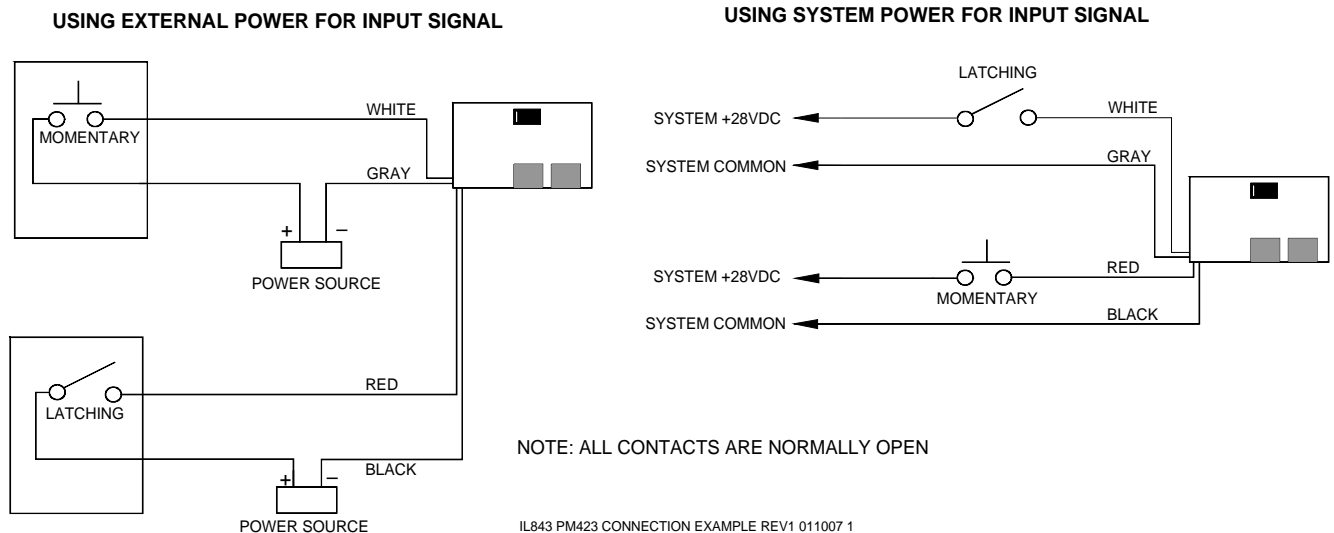 USING EXTERNAL POWER FOR INPUT SIGNAL
MOMENTARY
WHITE
GRAY
+ –
POWER SOURCE
LATCHING
RED
BLACK
+ –
POWER SOURCE
USING SYSTEM POWER FOR INPUT SIGNAL
LATCHING
SYSTEM +28VDC
WHITE
SYSTEM COMMON
GRAY
SYSTEM +28VDC
MOMENTARY
RED
SYSTEM COMMON
BLACK
NOTE: ALL CONTACTS ARE NORMALLY OPEN
IL843 PM423 CONNECTION EXAMPLE REV1 011007 1